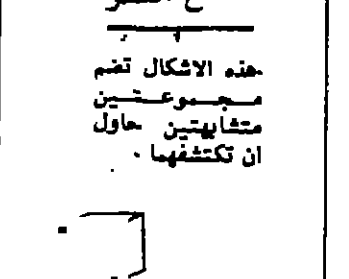 هذه الاشكال تضم
مجموعتين
متشابهتين حاول
ان تكتشفهما .